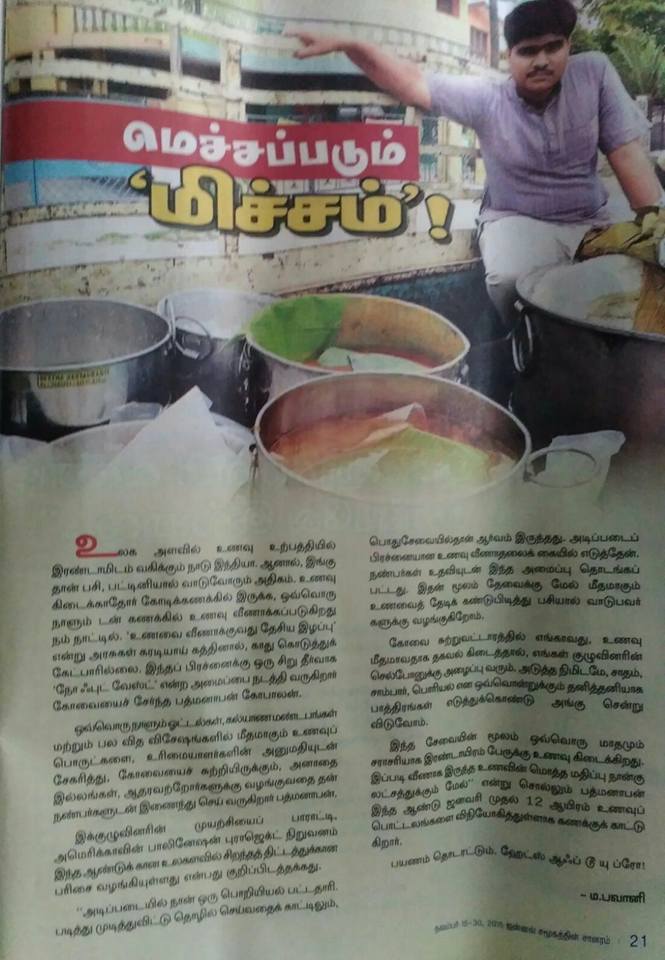 மெச்சப்படும்
‘மிச்சம்’!
உலக அளவில் உணவு உற்பத்தியில்
இரண்டாமிடம் வகிக்கும் நாடு இந்தியா. ஆனால், இங்கு
தான் பசி, பட்டினியால் வாடுவோரும் அதிகம். உணவு
கிடைக்காதோர் கோடிக்கணக்கில் இருக்க, ஒவ்வொரு
நாளும் டன் கணக்கில் உணவு வீணாக்கப்படுகிறது
நம் நாட்டில். ‘உணவை வீணாக்குவது தேசிய இழப்பு’
என்று அரசுகள் கரடியாய் கத்தினால், காது கொடுத்துக்
கேட்பாரில்லை. இந்தப் பிரச்னைக்கு ஒரு சிறு தீர்வாக
‘நோ ஃபுட் வேஸ்ட்’ என்ற அமைப்பை நடத்தி வருகிறார்
கோவையைச் சேர்ந்த பத்மநாபன் கோபாலன்.
ஒவ்வொரு நாளும் ஓட்டல்கள், கல்யாண மண்டபங்கள்
மற்றும் பல வித விசேஷங்களில் மீதமாகும் உணவுப்
பொருட்களை, உரிமையாளர்களின் அனுமதியுடன்
சேகரித்து, கோவையைச் சுற்றியிருக்கும், அனாதை
இல்லங்கள், ஆதரவற்றோர்களுக்கு வழங்குவதை தன்
நண்பர்களுடன் இணைந்து செய் வருகிறார் பத்மநாபன்.
இக்குழுவினரின் முயற்சியைப் பாராட்டி,
அமெரிக்காவின் பாலினேஷன் புராஜெக்ட் நிறுவனம்
இந்த ஆண்டுக் கான உலகளவில் சிறந்தத் திட்டத்துக்கான
பரிசை வழங்கியுள்ளது என்பது குறிப்பிடத்தக்கது.
“அடிப்படையில் நான் ஒரு பொறியியல் பட்டதாரி.
படித்து முடித்துவிட்டு தொழில் செய்வதைக் காட்டிலும்,
பொதுசேவையில்தான் ஆர்வம் இருந்தது. அடிப்படைப்
பிரச்னையான உணவு வீணாதலைக் கையில் எடுத்தேன்.
நண்பர்கள் உதவியுடன் இந்த அமைப்பு தொடங்கப்
பட்டது. இதன் மூலம் தேவைக்கு மேல் மீதமாகும்
உணவைத் தேடிக் கண்டுபிடித்து பசியால் வாடுபவர்
களுக்கு வழங்குகிறோம்.
கோவை சுற்றுவட்டாரத்தில் எங்காவது, உணவு
மீதமாவதாக தகவல் கிடைத்தால், எங்கள் குழுவினரின்
செல்போனுக்கு அழைப்பு வரும். அடுத்த நிமிடமே, சாதம்,
சாம்பார், பொரியல் என ஒவ்வொன்றுக்கும் தனித்தனியாக
பாத்திரங்கள் எடுத்துக்கொண்டு அங்கு சென்று
விடுவோம்.
இந்த சேவையின் மூலம் ஒவ்வொரு மாதமும்
சராசரியாக இரண்டாயிரம் பேருக்கு உணவு கிடைக்கிறது.
இப்படி வீணாக இருந்த உணவின் மொத்த மதிப்பு நான்கு
லட்சத்துக்கும் மேல்” என்று சொல்லும் பத்மநாபன்
இந்த ஆண்டு ஜனவரி முதல் 12 ஆயிரம் உணவுப்
பொட்டலங்களை விநியோகித்துள்ளாக கணக்குக் காட்டு
கிறார்.
பயணம் தொடரட்டும். ஹேட்ஸ் ஆஃப் டூ யு ப்ரோ!
– ம.பவானி
நவம்பர் 15-30, 2015 ஜன்னல் சமூகத்தின் சாளரம் | 21